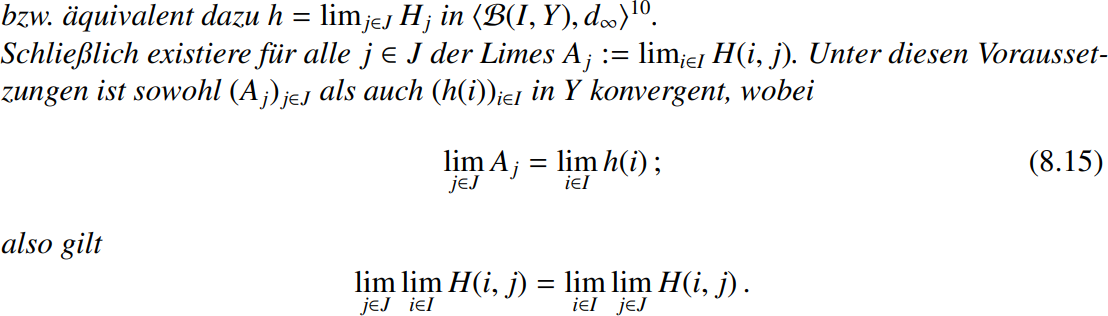 bzw. äquivalent dazu h = lim_{j∈J} H_j in ⟨ℬ(I, Y), d_∞⟩^{10}.
Schließlich existiere für alle j ∈ J der Limes A_j := lim_{i∈I} H(i, j). Unter diesen Vorausset-
zungen ist sowohl (A_j)_{j∈J} als auch (h(i))_{i∈I} in Y konvergent, wobei
lim_{j∈J} A_j = lim_{i∈I} h(i) ; (8.15)
also gilt
lim_{j∈J} lim_{i∈I} H(i, j) = lim_{i∈I} lim_{j∈J} H(i, j) .